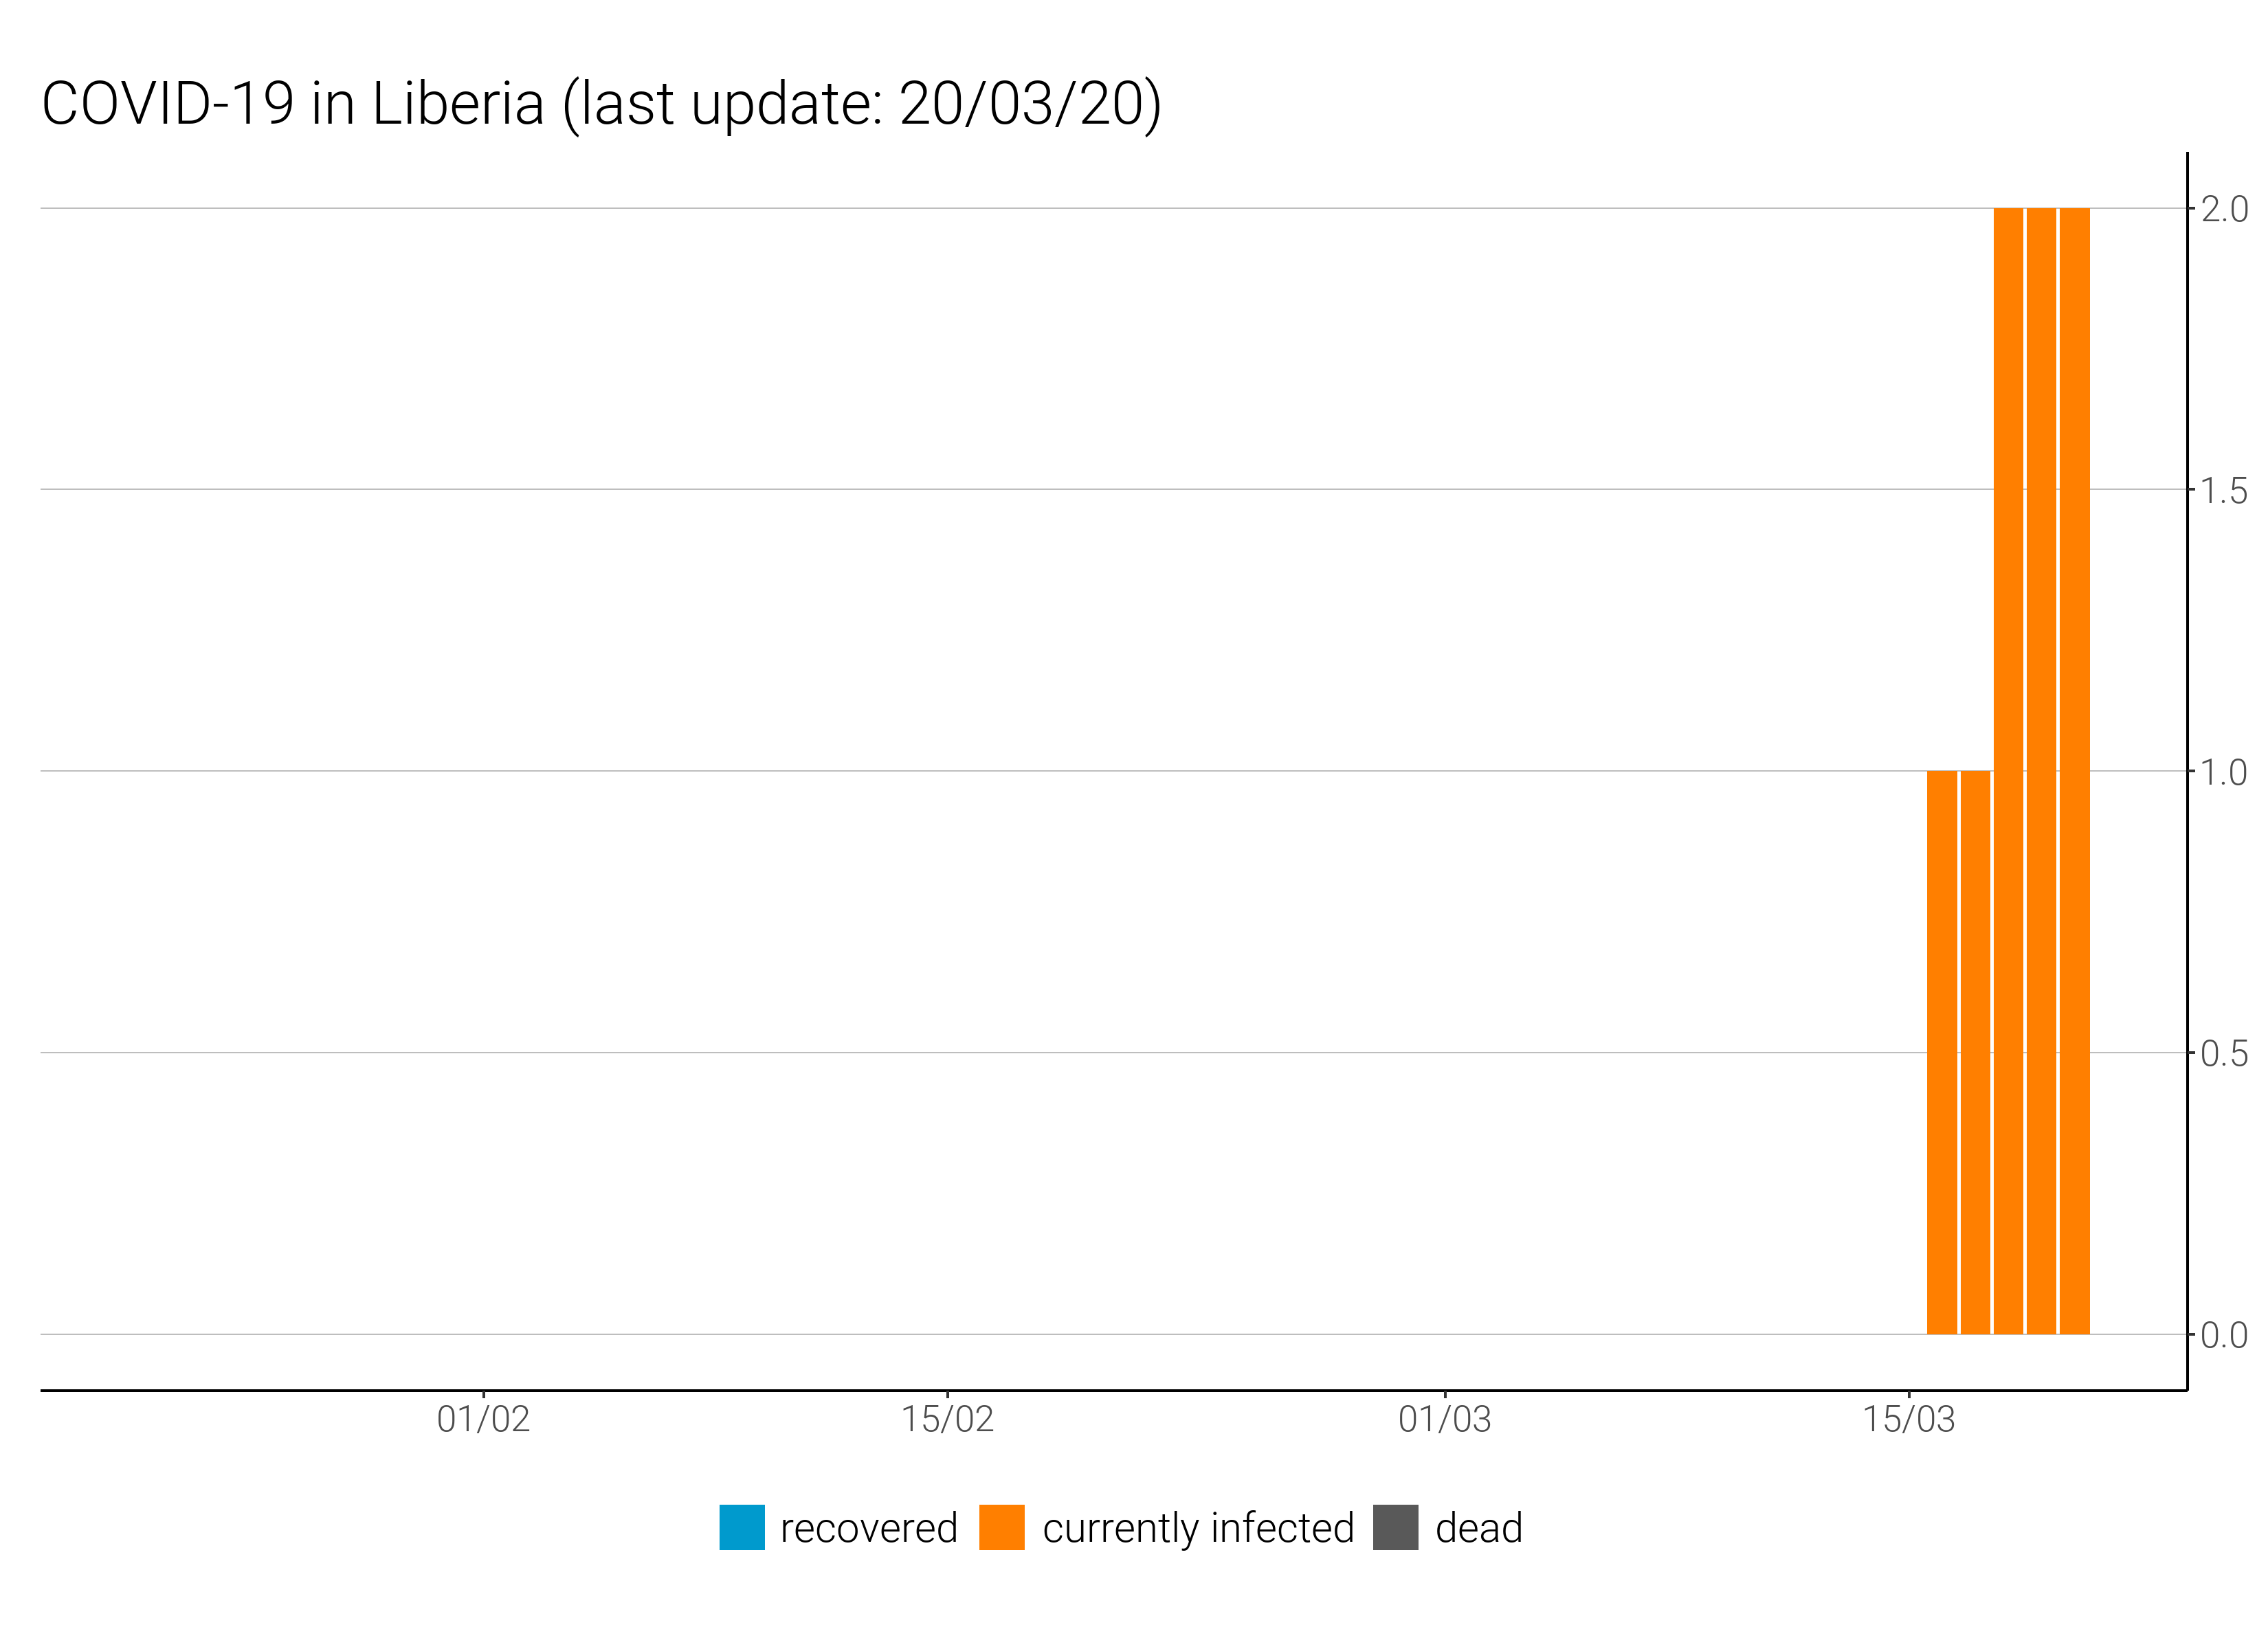 COVID-19 in Liberia (last update: 20/03/20)
2.0
1.5
1.0
0.5
0.0
01/02 15/02 01/03 15/03
recovered currently infected dead